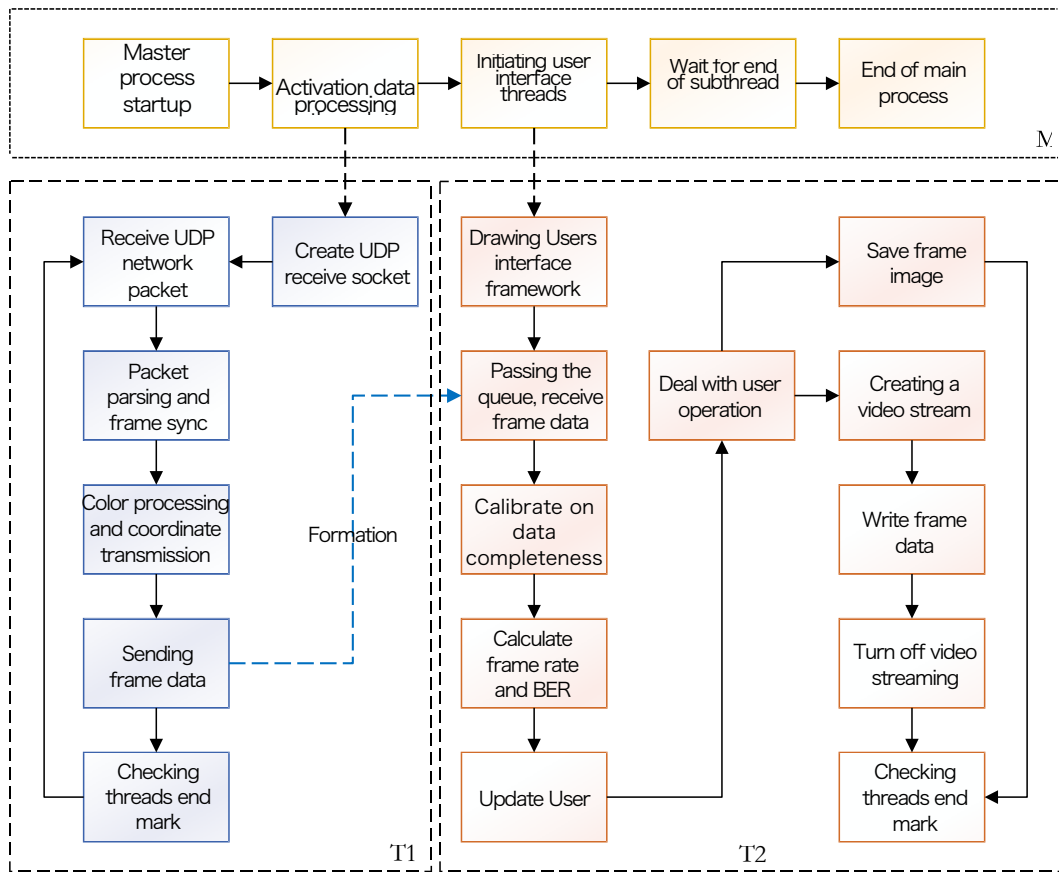 Master
process
startup
Activation data
processing
Initiating user
interface
threads
Wait for end
of subthread
End of main
process
M
Receive UDP
network
packet
Create UDP
receive socket
Drawing Users
interface
framework
Save frame
image
Packet
parsing and
frame sync
Passing the
queue, receive
frame data
Deal with user
operation
Creating a
video stream
Color processing
and coordinate
transmission
Formation
Calibrate on
data
completeness
Write frame
data
Sending
frame data
Calculate
frame rate
and BER
Turn off video
streaming
Checking
threads end
mark
Update User
Checking
threads end
mark
T1
T2